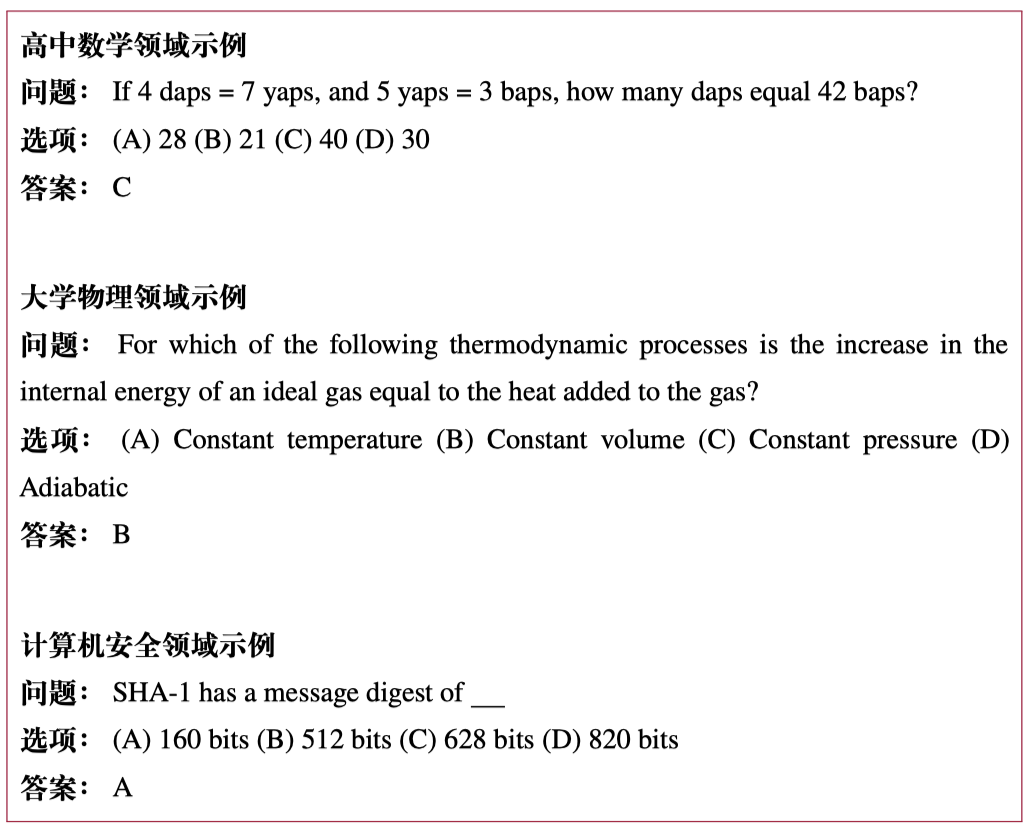 高中数学领域示例
问题： If 4 daps = 7 yaps, and 5 yaps = 3 baps, how many daps equal 42 baps?
选项： (A) 28 (B) 21 (C) 40 (D) 30
答案： C
大学物理领域示例
问题： For which of the following thermodynamic processes is the increase in the
internal energy of an ideal gas equal to the heat added to the gas?
选项： (A) Constant temperature (B) Constant volume (C) Constant pressure (D)
Adiabatic
答案： B
计算机安全领域示例
问题： SHA-1 has a message digest of __
选项： (A) 160 bits (B) 512 bits (C) 628 bits (D) 820 bits
答案： A